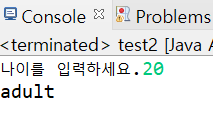 Console Problems
<terminated> test2 [Java A
나이를 입력하세요.20
adult